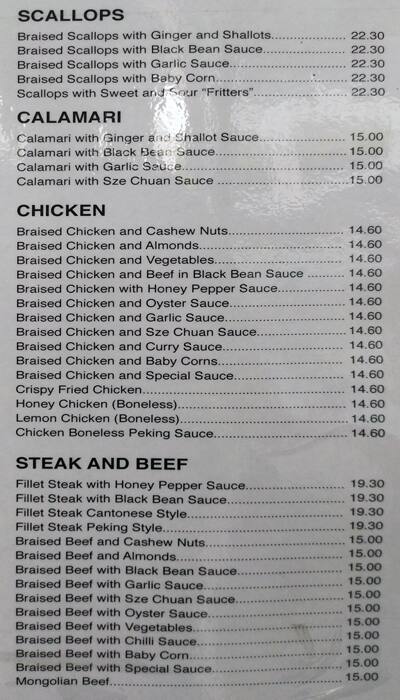 SCALLOPS
Braised Scallops with Ginger and Shallots.................... 22.30
Braised Scallops with Black Bean Sauce...................... 22.30
Braised Scallops with Garlic Sauce............................... 22.30
Braised Scallops with Baby Corn.................................. 22.30
Scallops with Sweet and Sour "Fritters"........................ 22.30
CALAMARI
Calamari with Ginger and Shallot Sauce....................... 15.00
Calamari with Black Bean Sauce.................................. 15.00
Calamari with Garlic Sauce........................................... 15.00
Calamari with Sze Chuan Sauce ..................................15.00
CHICKEN
Braised Chicken and Cashew Nuts............................. 14.60
Braised Chicken and Almonds..................................... 14.60
Braised Chicken and Vegetables................................. 14.60
Braised Chicken and Beef in Black Bean Sauce .......... 14.60
Braised Chicken with Honey Pepper Sauce................. 14.60
Braised Chicken and Oyster Sauce.............................. 14.60
Braised Chicken and Garlic Sauce............................... 14.60
Braised Chicken and Sze Chuan Sauce....................... 14.60
Braised Chicken and Curry Sauce................................ 14.60
Braised Chicken and Baby Corns................................. 14.60
Braised Chicken and Special Sauce............................. 14.60
Crispy Fried Chicken.................................................... 14.60
Honey Chicken (Boneless)........................................... 14.60
Lemon Chicken (Boneless).......................................... 14.60
Chicken Boneless Peking Sauce.................................. 14.60
STEAK AND BEEF
Fillet Steak with Honey Pepper Sauce......................... 19.30
Fillet Steak with Black Bean Sauce.............................. 19.30
Fillet Steak Cantonese Style........................................ 19.30
Fillet Steak Peking Style.............................................. 19.30
Braised Beef and Cashew Nuts................................... 15.00
Braised Beef and Almonds.......................................... 15.00
Braised Beef with Black Bean Sauce........................... 15.00
Braised Beef with Garlic Sauce................................... 15.00
Braised Beef with Sze Chuan Sauce........................... 15.00
Braised Beef with Oyster Sauce.................................. 15.00
Braised Beef with Vegetables...................................... 15.00
Braised Beef with Chilli Sauce..................................... 15.00
Braised Beef with Baby Corn....................................... 15.00
Braised Beef with Special Sauce................................. 15.00
Mongolian Beef............................................................ 15.00